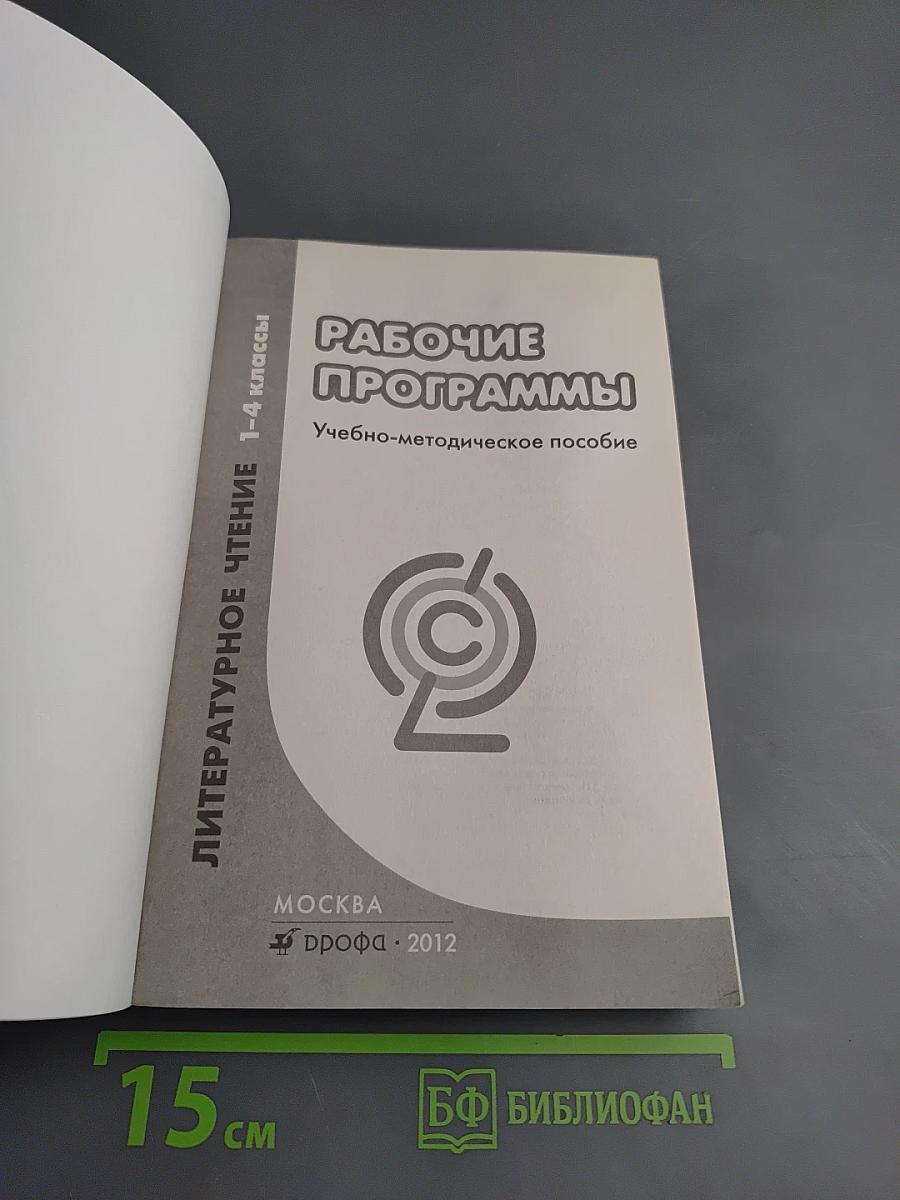 РАБОЧИЕ
ПРОГРАММЫ
Учебно-методическое пособие
ЛИТЕРАТУРНОЕ ЧТЕНИЕ 1–4 классы
С
МОСКВА
дрофа · 2012
15 см
БФ БИБЛИОФАН